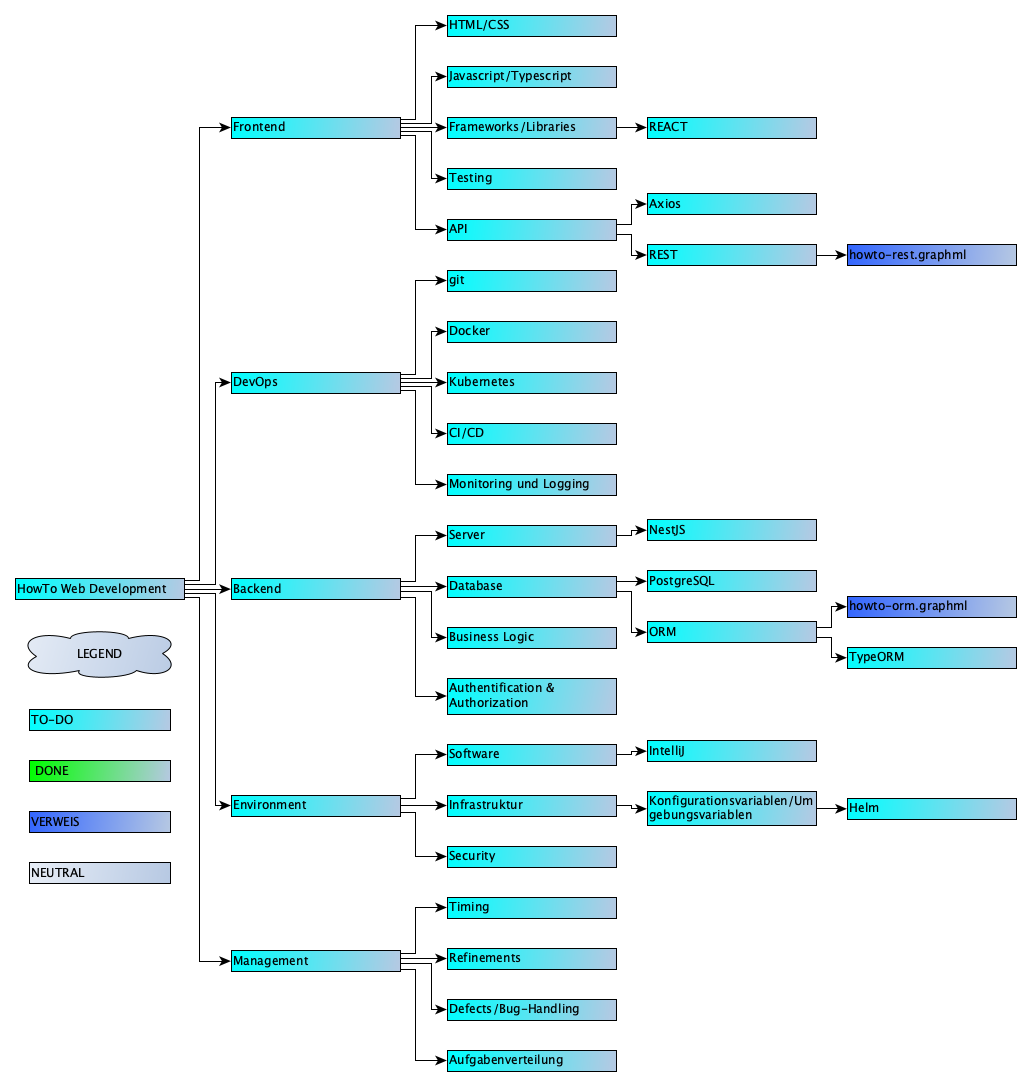 HTML/CSS
Javascript/Typescript
Frontend
Frameworks/Libraries
REACT
Testing
Axios
API
REST
howto-rest.graphml
git
Docker
DevOps
Kubernetes
CI/CD
Monitoring und Logging
Server
NestJS
HowTo Web Development
Backend
Database
PostgreSQL
howto-orm.graphml
ORM
Business Logic
TypeORM
LEGEND
Authentification &
Authorization
TO-DO
Software
IntelliJ
DONE
Environment
Infrastruktur
Konfigurationsvariablen/Um
gebungsvariablen
Helm
VERWEIS
Security
NEUTRAL
Timing
Management
Refinements
Defects/Bug-Handling
Aufgabenverteilung